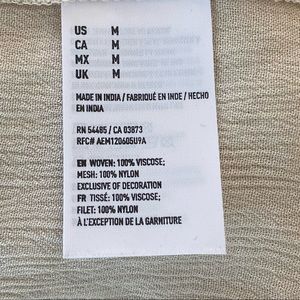 US M
CA M
MX M
UK M
MADE IN INDIA / FABRIQUÉ EN INDE / HECHO
EN INDIA
RN 54485 / CA 03873
RFC# AEM120605U9A
EN WOVEN: 100% VISCOSE;
MESH: 100% NYLON
EXCLUSIVE OF DECORATION
FR TISSÉ: 100% VISCOSE;
FILET: 100% NYLON
À L'EXCEPTION DE LA GARNITURE